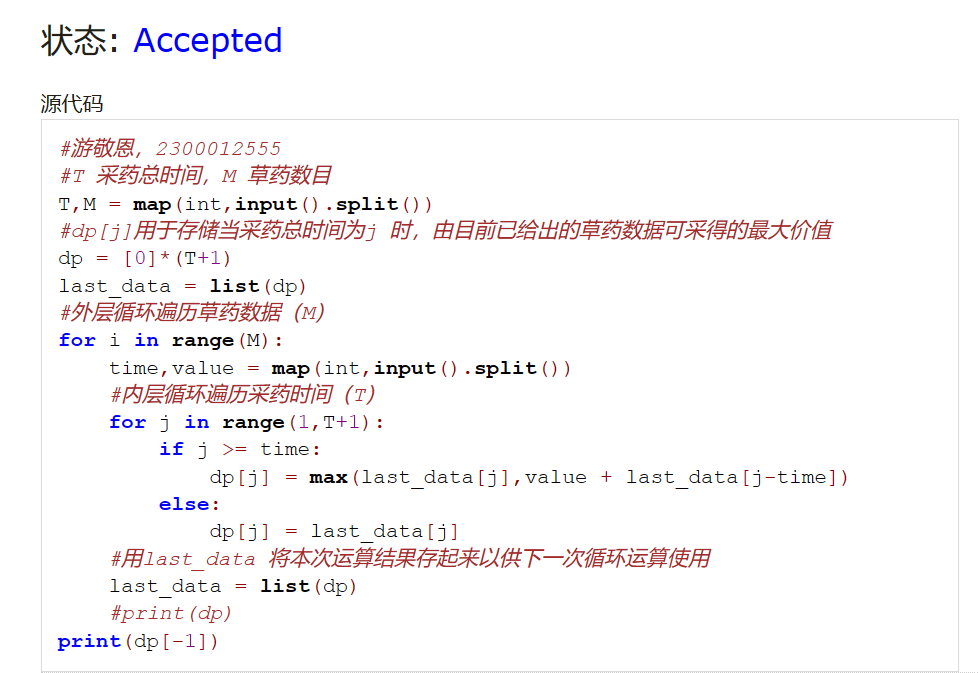 状态: Accepted
源代码
#游敬恩，2300012555
#T 采药总时间，M 草药数目
T,M = map(int,input().split())
#dp[j]用于存储当采药总时间为j 时，由目前已给出的草药数据可采得的最大价值
dp = [0]*(T+1)
last_data = list(dp)
#外层循环遍历草药数据（M）
for i in range(M):
    time,value = map(int,input().split())
    #内层循环遍历采药时间（T）
    for j in range(1,T+1):
        if j >= time:
            dp[j] = max(last_data[j],value + last_data[j-time])
        else:
            dp[j] = last_data[j]
    #用last_data 将本次运算结果存起来以供下一次循环运算使用
    last_data = list(dp)
    #print(dp)
print(dp[-1])